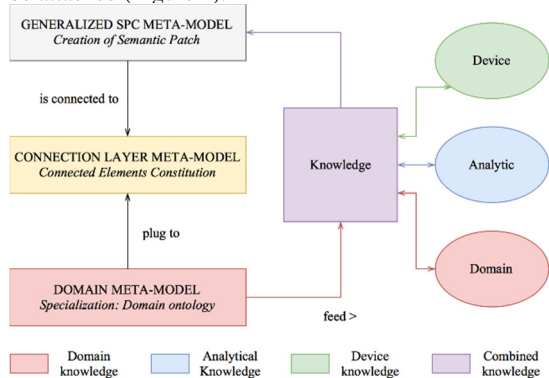 GENERALIZED SPC META-MODEL
Creation of Semantic Patch
Device
is connected to
CONNECTION LAYER META-MODEL
Connected Elements Constitution
Knowledge
Analytic
plug to
DOMAIN META-MODEL
Specialization: Domain ontology
Domain
feed >
Domain
knowledge
Analytical
Knowledge
Device
knowledge
Combined
knowledge